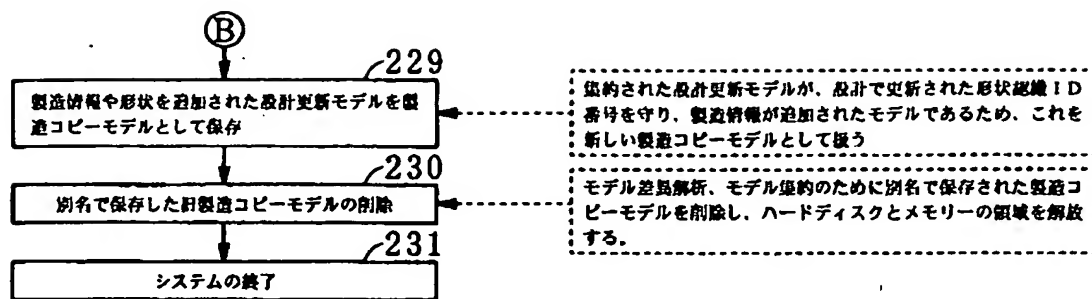 B
229
製造情報や形状を追加された設計更新モデルを製
造コピーモデルとして保存
集約された設計更新モデルが、設計で更新された形状認識ID
番号を守り、製造情報が追加されたモデルであるため、これを
新しい製造コピーモデルとして扱う
230
別名で保存した旧製造コピーモデルの削除
モデル差異解析、モデル集約のために別名で保存された製造コ
ピーモデルを削除し、ハードディスクとメモリーの領域を解放
する。
231
システムの終了